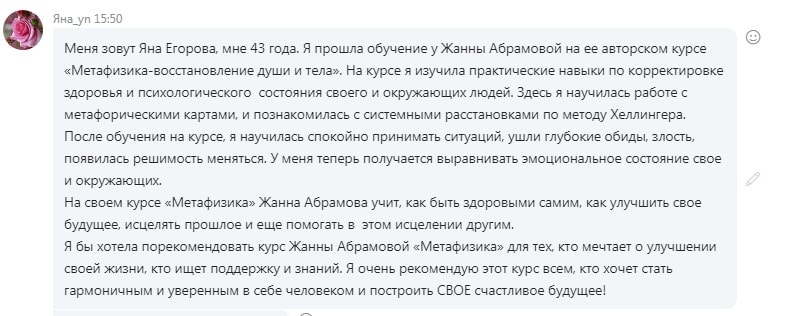 Яна_yn 15:50
Меня зовут Яна Егорова, мне 43 года. Я прошла обучение у Жанны Абрамовой на ее авторском курсе
«Метафизика-восстановление души и тела». На курсе я изучила практические навыки по корректировке
здоровья и психологического состояния своего и окружающих людей. Здесь я научилась работе с
метафорическими картами, и познакомилась с системными расстановками по методу Хеллингера.
После обучения на курсе, я научилась спокойно принимать ситуаций, ушли глубокие обиды, злость,
появилась решимость меняться. У меня теперь получается выравнивать эмоциональное состояние свое
и окружающих.
На своем курсе «Метафизика» Жанна Абрамова учит, как быть здоровыми самим, как улучшить свое
будущее, исцелять прошлое и еще помогать в этом исцелении другим.
Я бы хотела порекомендовать курс Жанны Абрамовой «Метафизика» для тех, кто мечтает о улучшении
своей жизни, кто ищет поддержку и знаний. Я очень рекомендую этот курс всем, кто хочет стать
гармоничным и уверенным в себе человеком и построить СВОЕ счастливое будущее!